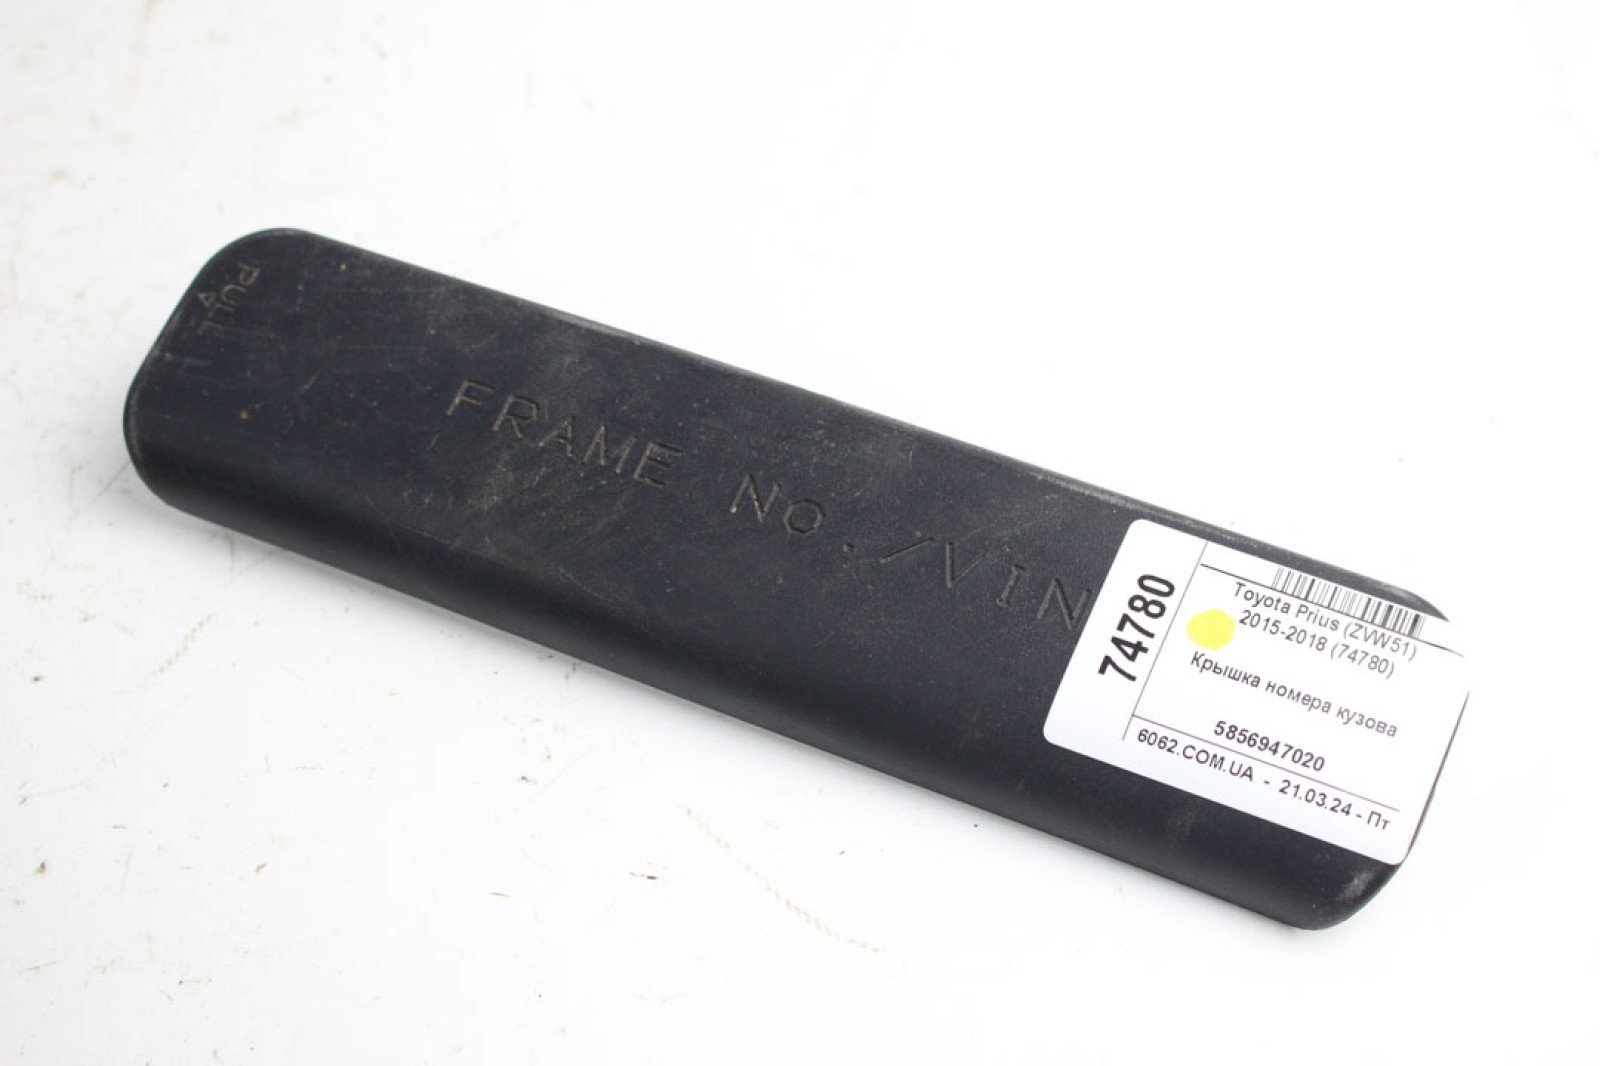 PULL
FRAME No./VIN
74780
Toyota Prius (ZVW51)
2015-2018 (74780)
Крышка номера кузова
5856947020
6062.COM.UA - 21.03.24 - Пт